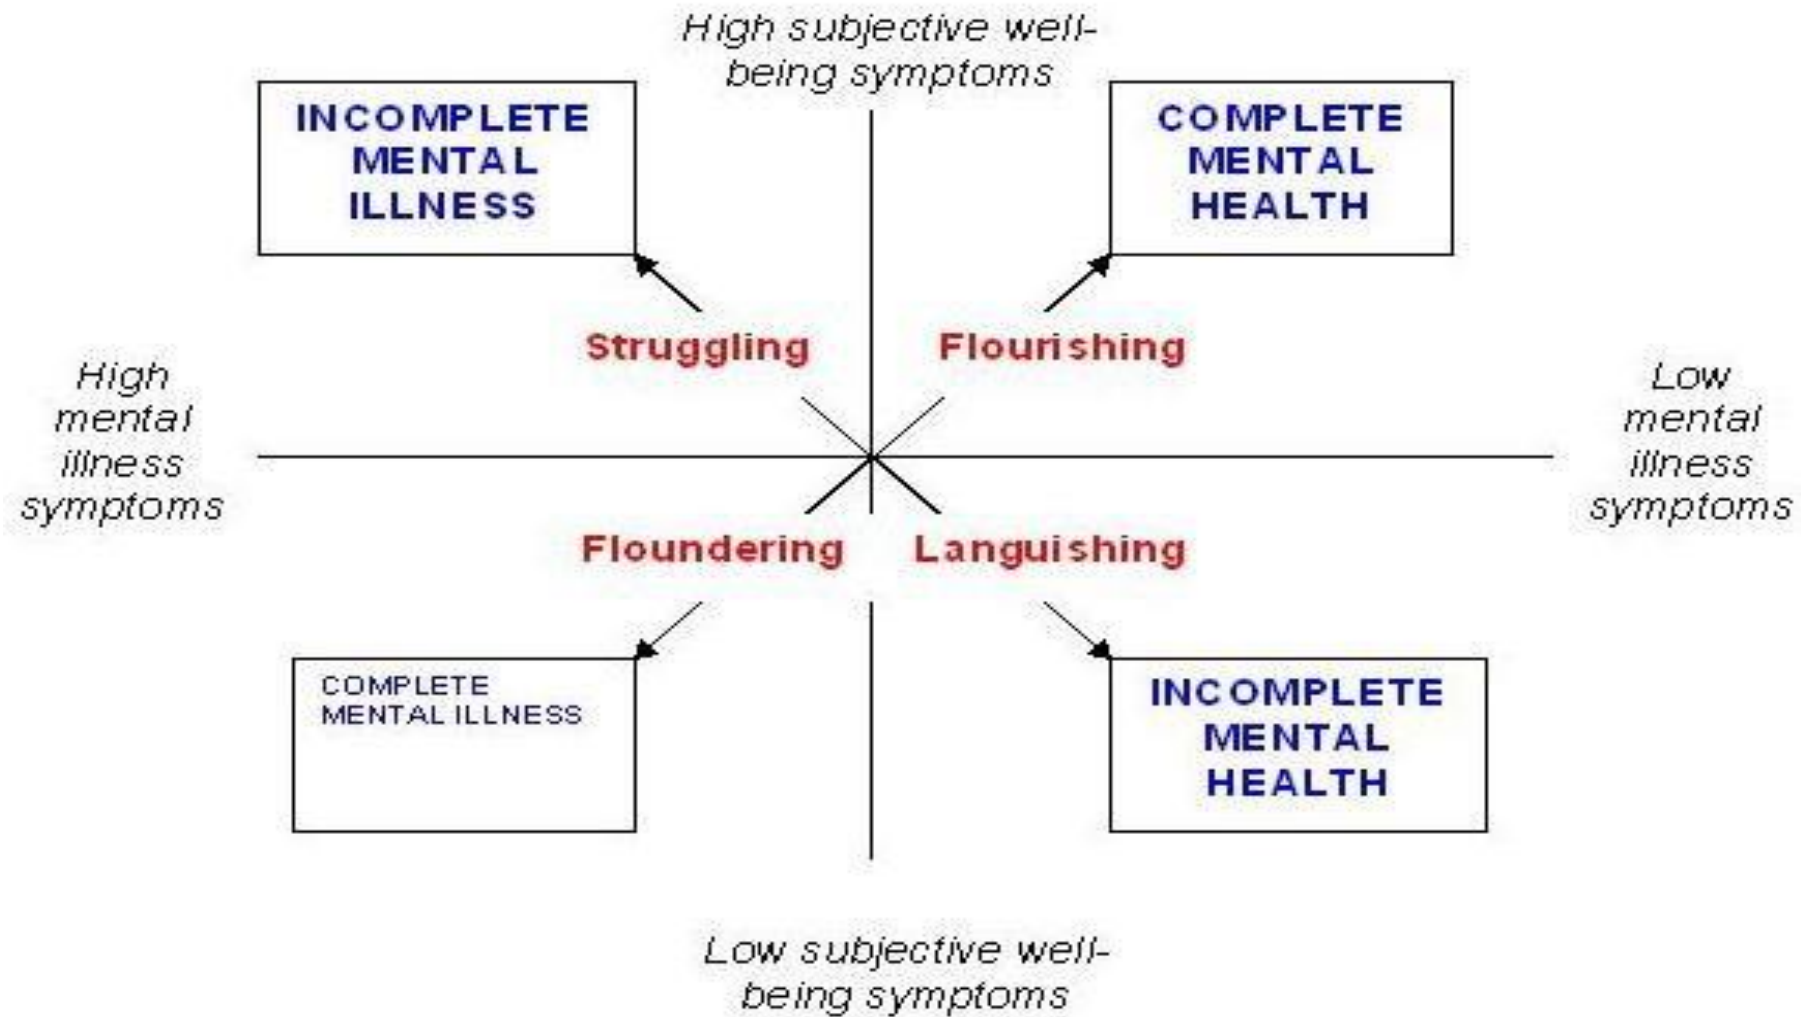 High subjective well-
being symptoms
INCOMPLETE
MENTAL
ILLNESS
COMPLETE
MENTAL
HEALTH
Struggling
Flourishing
High
mental
illness
symptoms
Low
mental
illness
symptoms
Floundering
Languishing
COMPLETE
MENTAL ILLNESS
INCOMPLETE
MENTAL
HEALTH
Low subjective well-
being symptoms